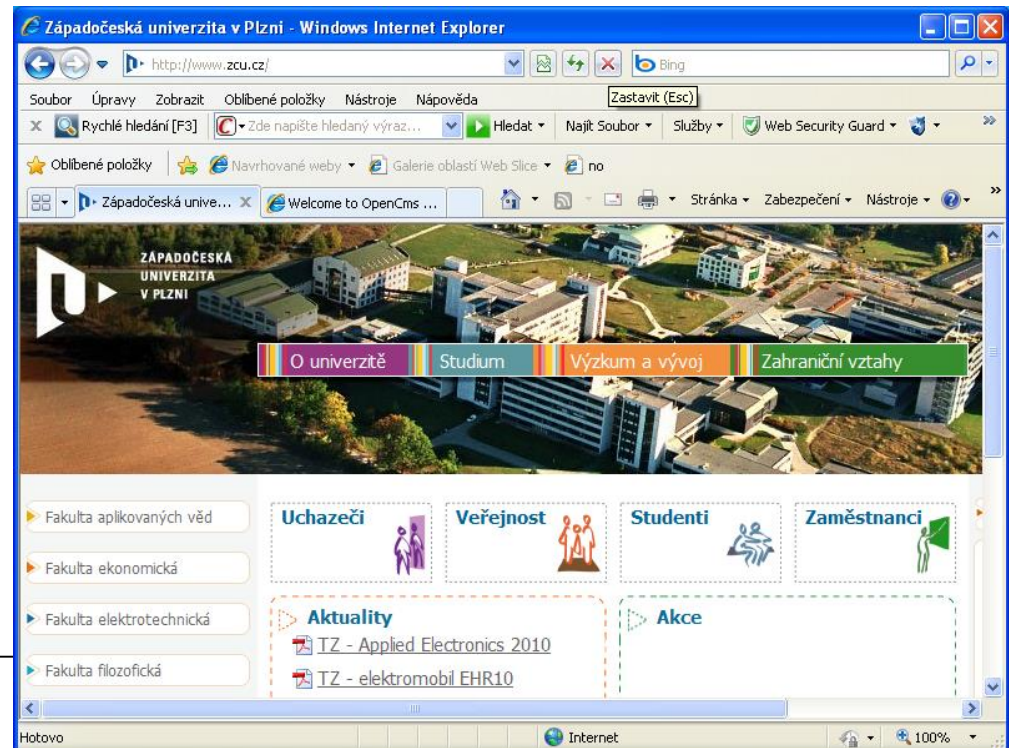 Západočeská univerzita v Plzni - Windows Internet Explorer
http://www.zcu.cz/
Bing
Soubor Úpravy Zobrazit Oblíbené položky Nástroje Nápověda
Zastavit (Esc)
Rychlé hledání [F3] Zde napište hledaný výraz... Hledat Najít Soubor Služby Web Security Guard
Oblíbené položky Navrhované weby Galerie oblastí Web Slice no
Západočeská unive... Welcome to OpenCms ... Stránka Zabezpečení Nástroje
ZÁPADOČESKÁ
UNIVERZITA
V PLZNI
O univerzitě Studium Výzkum a vývoj Zahraniční vztahy
Fakulta aplikovaných věd
Fakulta ekonomická
Fakulta elektrotechnická
Fakulta filozofická
Uchazeči Veřejnost Studenti Zaměstnanci
Aktuality
TZ - Applied Electronics 2010
TZ - elektromobil EHR10
Akce
Hotovo Internet 100%